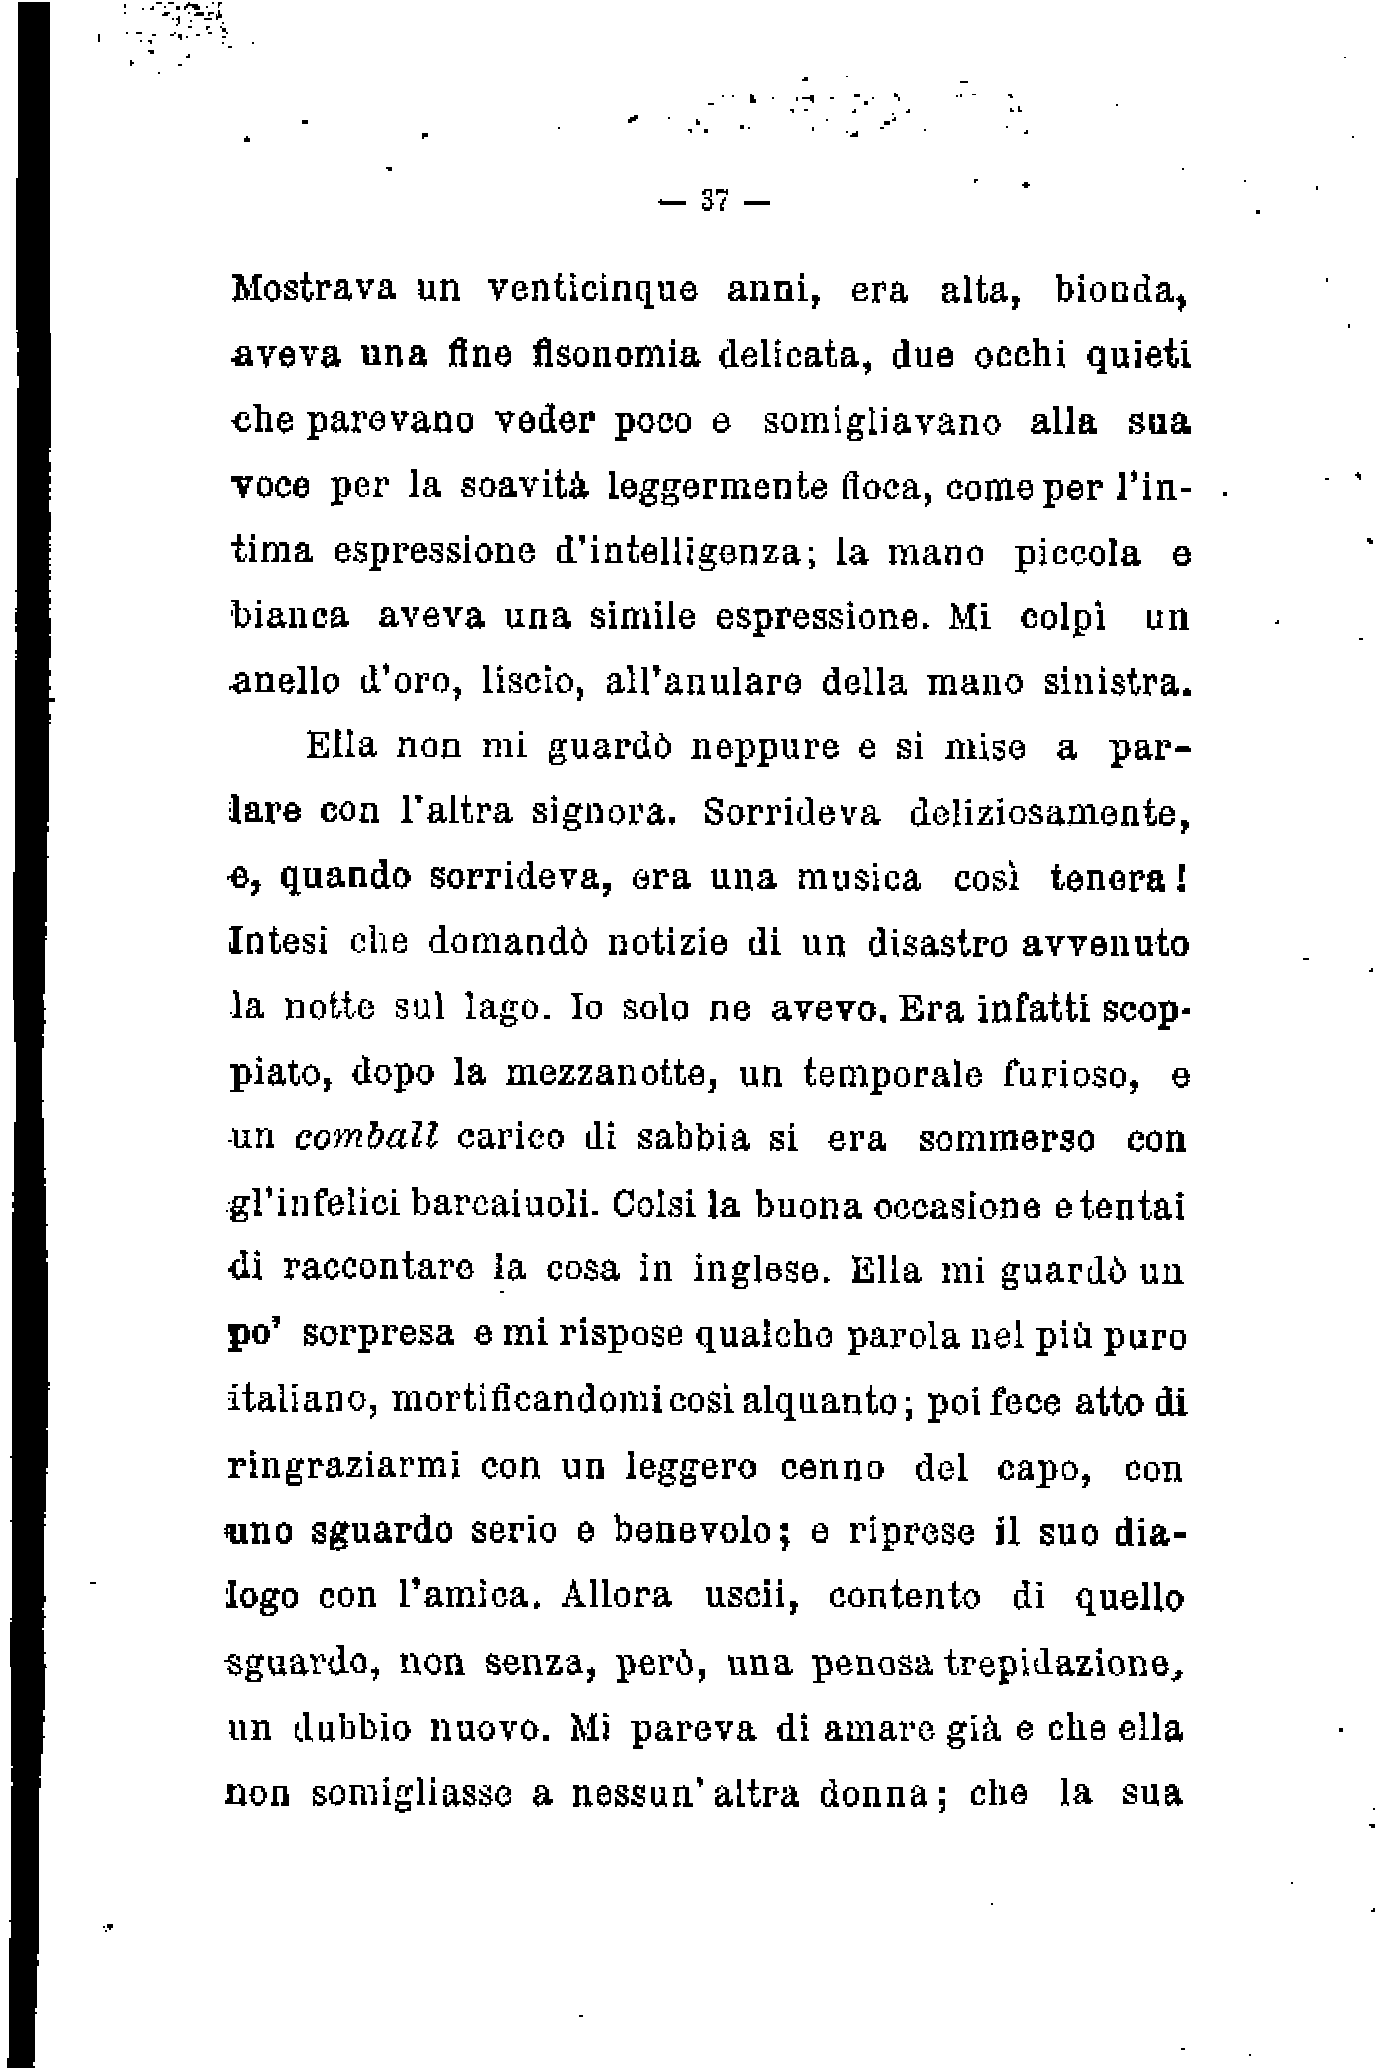 — 37 —
Mostrava un venticinque anni, era alta, bionda,
aveva una fine fisonomia delicata, due occhi quieti
che parevano veder poco e somigliavano alla sua
voce per la soavità leggermente fioca, come per l'in-
tima espressione d'intelligenza; la mano piccola e
bianca aveva una simile espressione. Mi colpì un
anello d'oro, liscio, all'anulare della mano sinistra.
Ella non mi guardò neppure e si mise a par-
lare con l'altra signora. Sorrideva deliziosamente,
e, quando sorrideva, era una musica così tenera!
Intesi che domandò notizie di un disastro avvenuto
la notte sul lago. Io solo ne avevo. Era infatti scop-
piato, dopo la mezzanotte, un temporale furioso, e
un comball carico di sabbia si era sommerso con
gl'infelici barcaiuoli. Colsi la buona occasione e tentai
di raccontare la cosa in inglese. Ella mi guardò un
po' sorpresa e mi rispose qualche parola nel più puro
italiano, mortificandomi così alquanto; poi fece atto di
ringraziarmi con un leggero cenno del capo, con
uno sguardo serio e benevolo; e riprese il suo dia-
logo con l'amica. Allora uscii, contento di quello
sguardo, non senza, però, una penosa trepidazione,
un dubbio nuovo. Mi pareva di amare già e che ella
non somigliasse a nessun' altra donna; che la sua